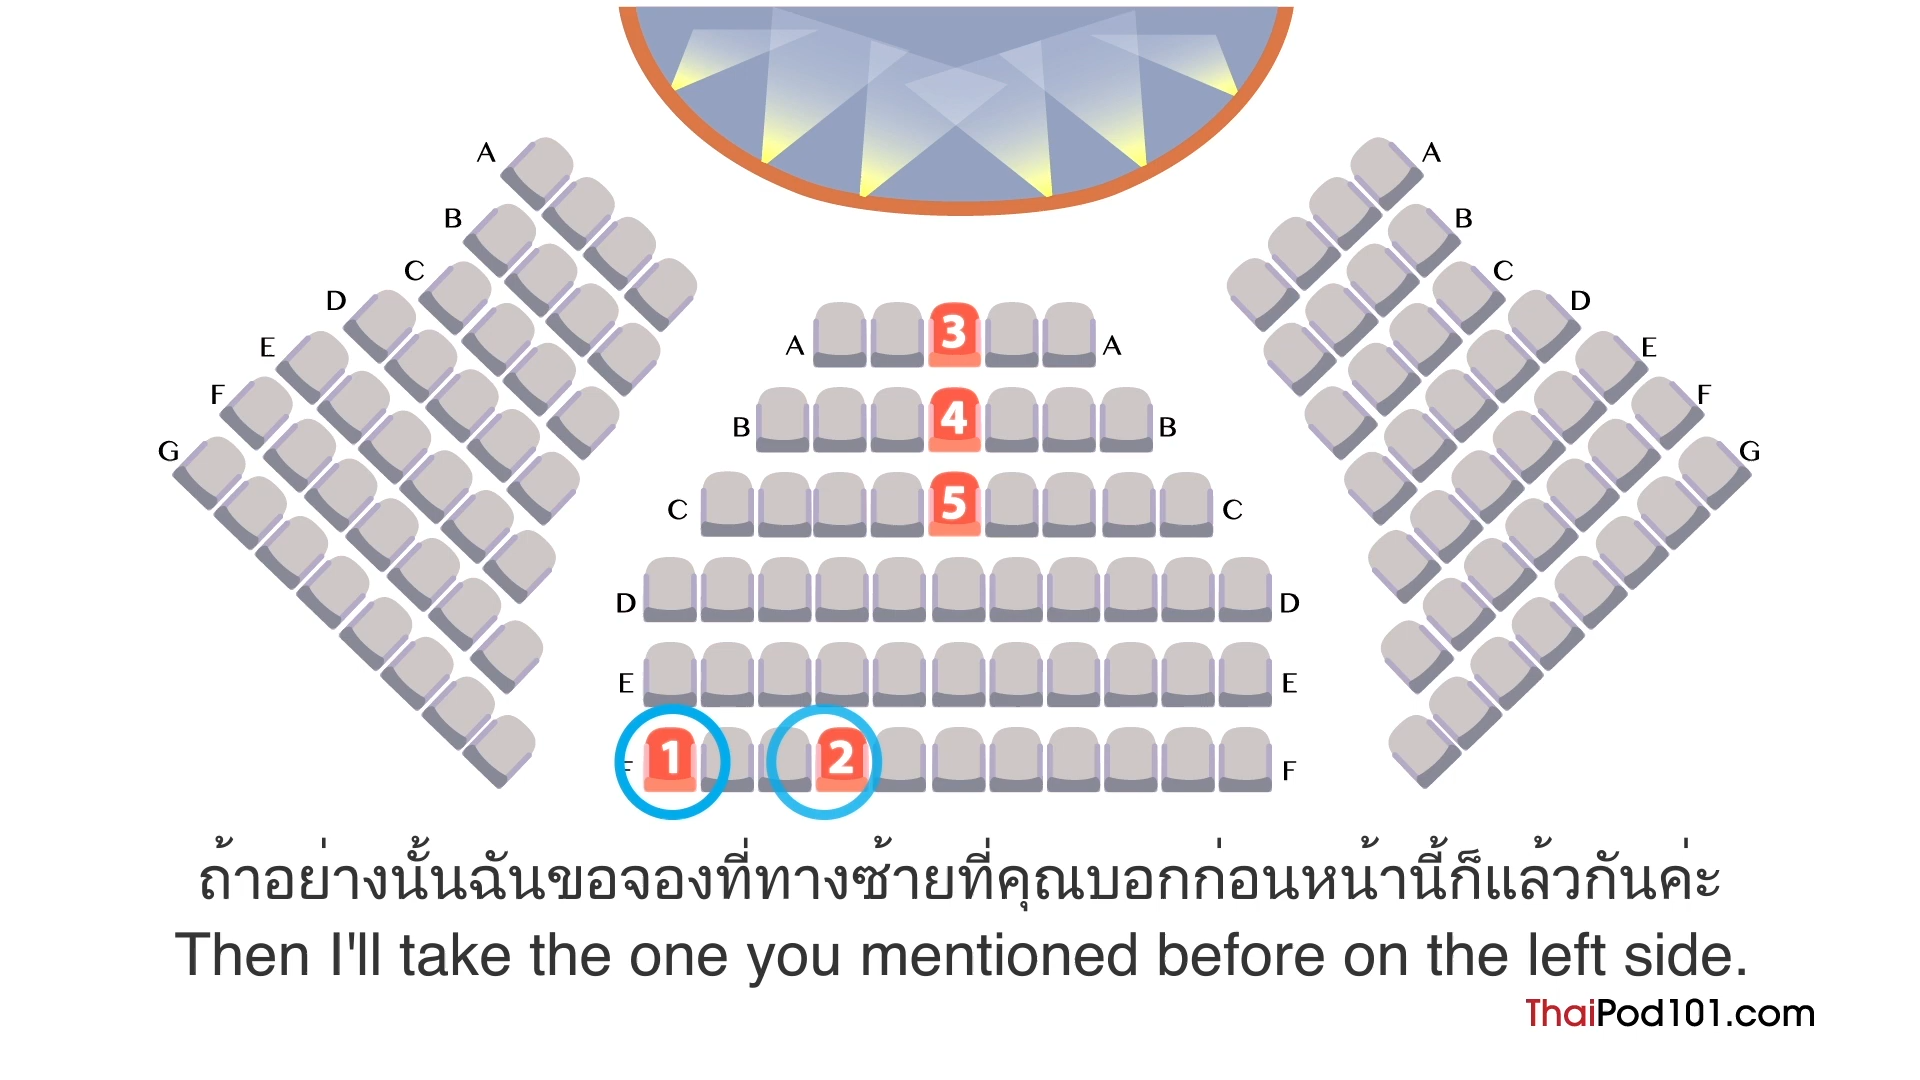 A A
B B
C C
D D
E E
F F
G G
A 3 A
B 4 B
C 5 C
D D
E E
F 1 2 F
ถ้าอย่างนั้นฉันขอจองที่ทางซ้ายที่คุณบอกก่อนหน้านี้ก็แล้วกันค่ะ
Then I'll take the one you mentioned before on the left side.
ThaiPod101.com